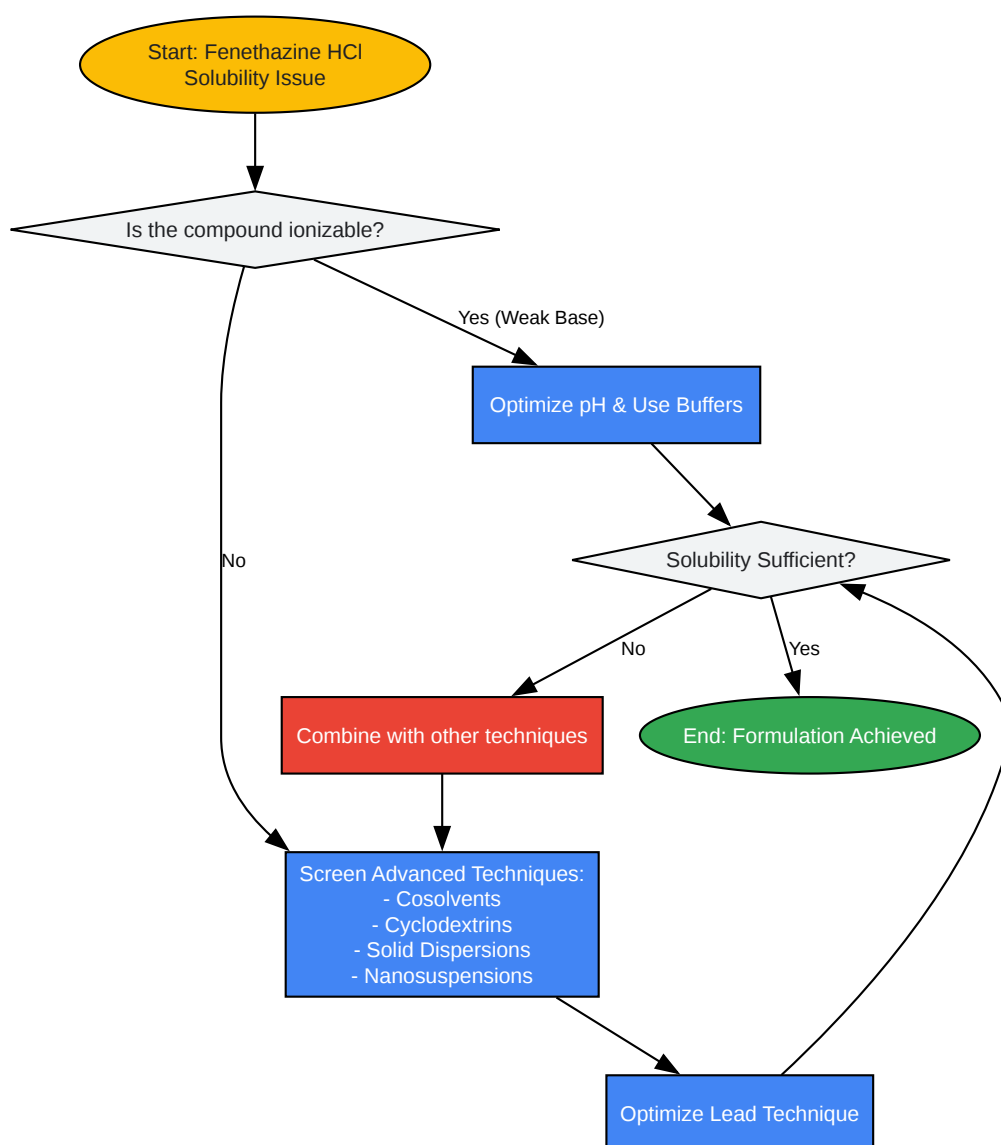 Start: Fenethazine HCl
Solubility Issue
Is the compound ionizable?
Yes (Weak Base)
Optimize pH & Use Buffers
No
Solubility Sufficient?
No
Yes
Combine with other techniques
End: Formulation Achieved
Screen Advanced Techniques:
- Cosolvents
- Cyclodextrins
- Solid Dispersions
- Nanosuspensions
Optimize Lead Technique